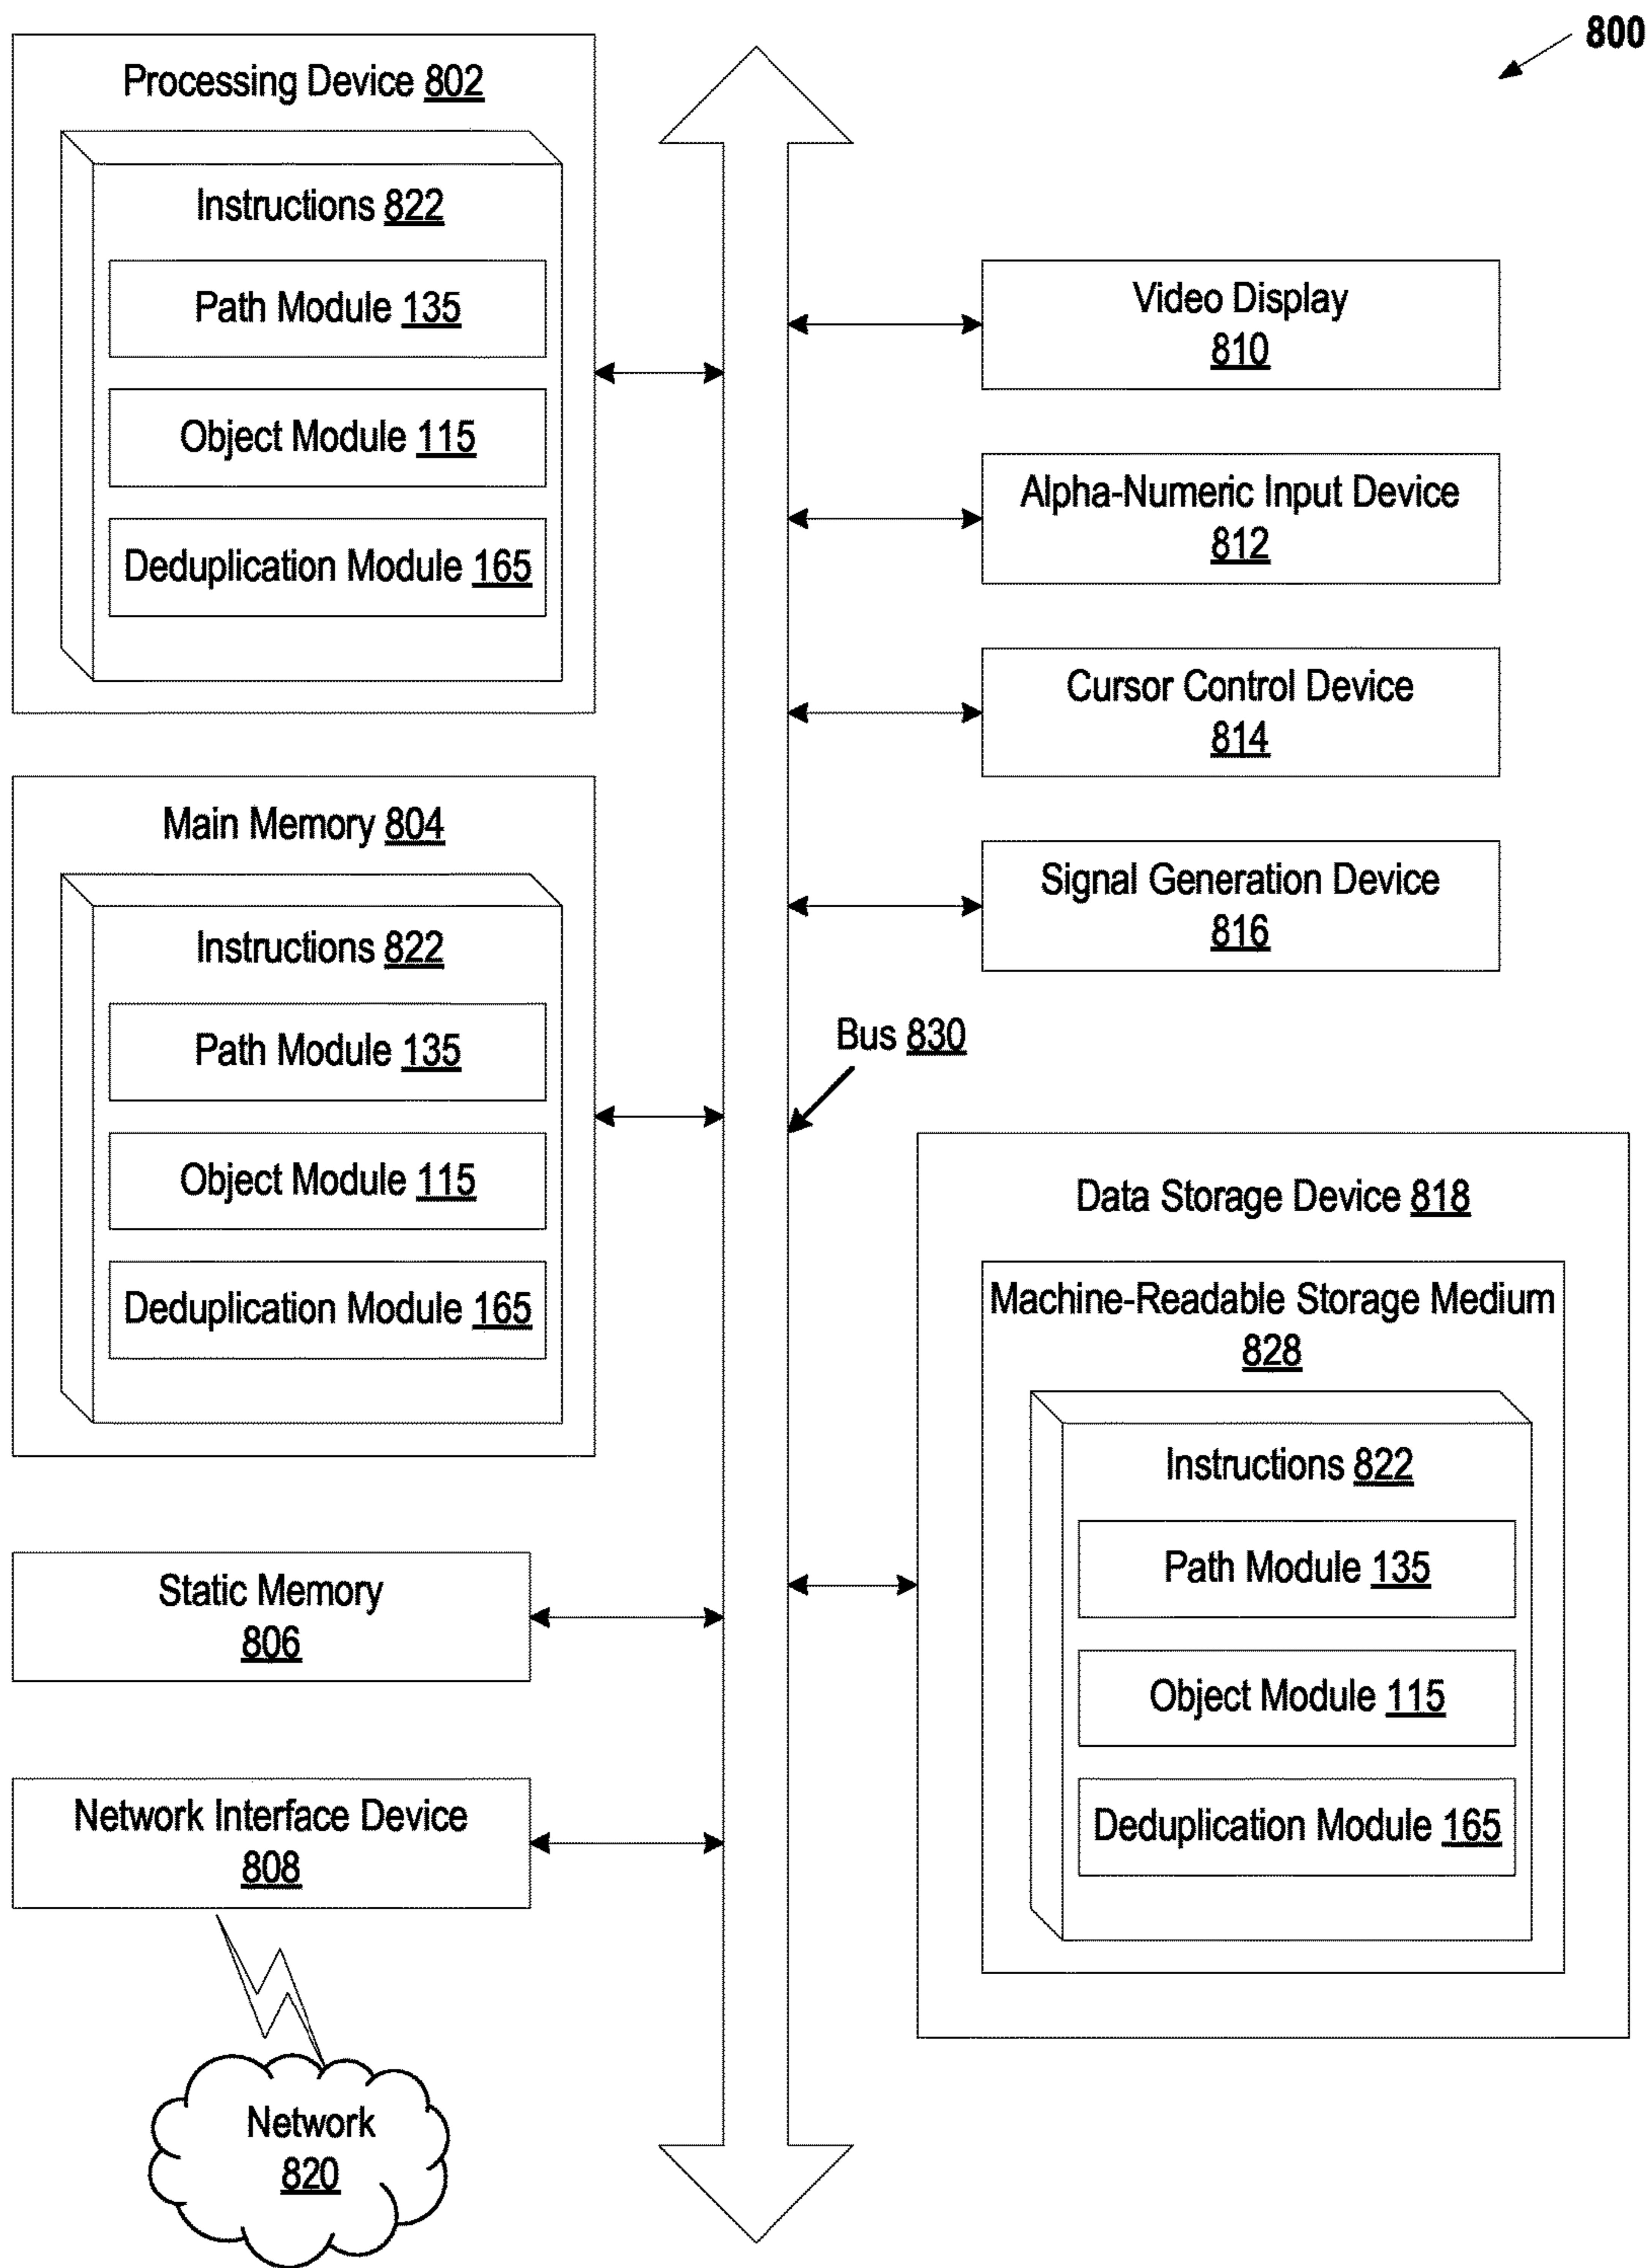 800
Processing Device 802
Instructions 822
Path Module 135
Object Module 115
Deduplication Module 165
Main Memory 804
Instructions 822
Path Module 135
Object Module 115
Deduplication Module 165
Static Memory
806
Network Interface Device
808
Network
820
Video Display
810
Alpha-Numeric Input Device
812
Cursor Control Device
814
Signal Generation Device
816
Bus 830
Data Storage Device 818
Machine-Readable Storage Medium
828
Instructions 822
Path Module 135
Object Module 115
Deduplication Module 165